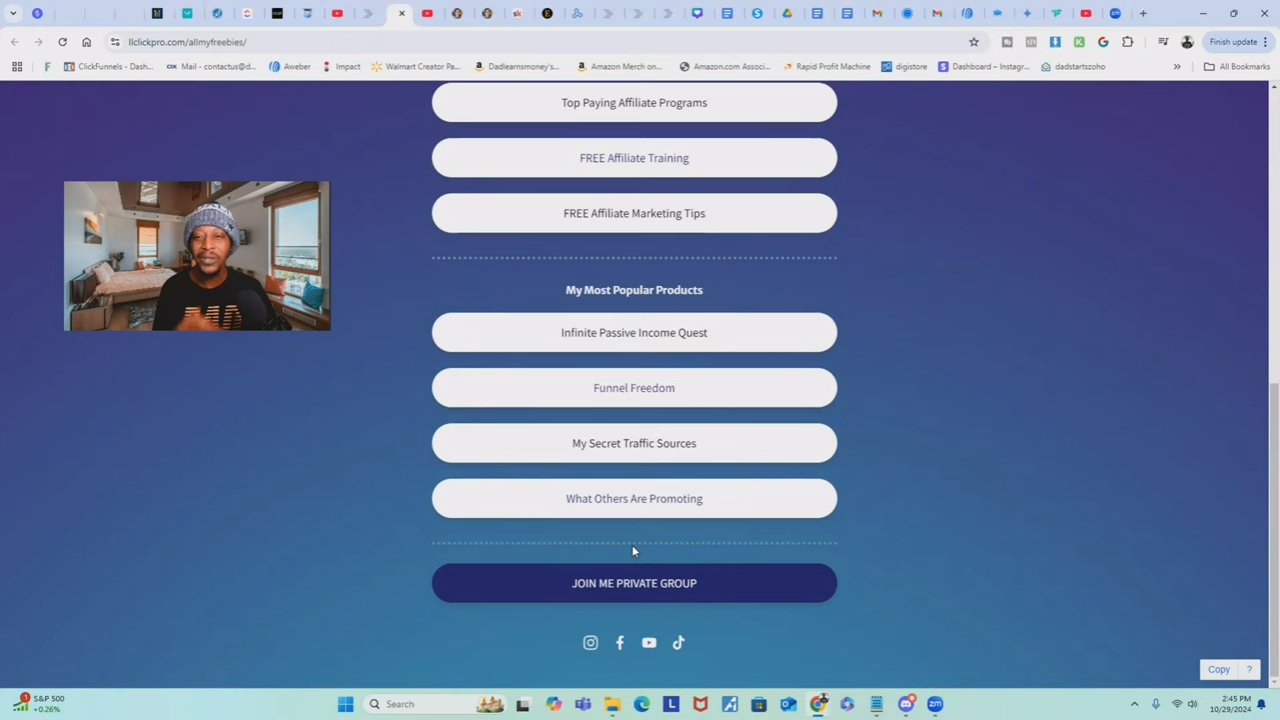 llclickpro.com/allmyfreebies/
Finish update
ClickFunnels - Dash...
Mail - contactus@d...
Aweber
Impact
Walmart Creator Pa...
Dadlearnsmoney's...
Amazon Merch on...
Amazon.com Associ...
Rapid Profit Machine
digistore
Dashboard – Instagr...
dadstartszoho
»
All Bookmarks
Top Paying Affiliate Programs
FREE Affiliate Training
FREE Affiliate Marketing Tips
My Most Popular Products
Infinite Passive Income Quest
Funnel Freedom
My Secret Traffic Sources
What Others Are Promoting
JOIN ME PRIVATE GROUP
Copy ?
S&P 500
+0.26%
Search
2:45 PM
10/29/2024